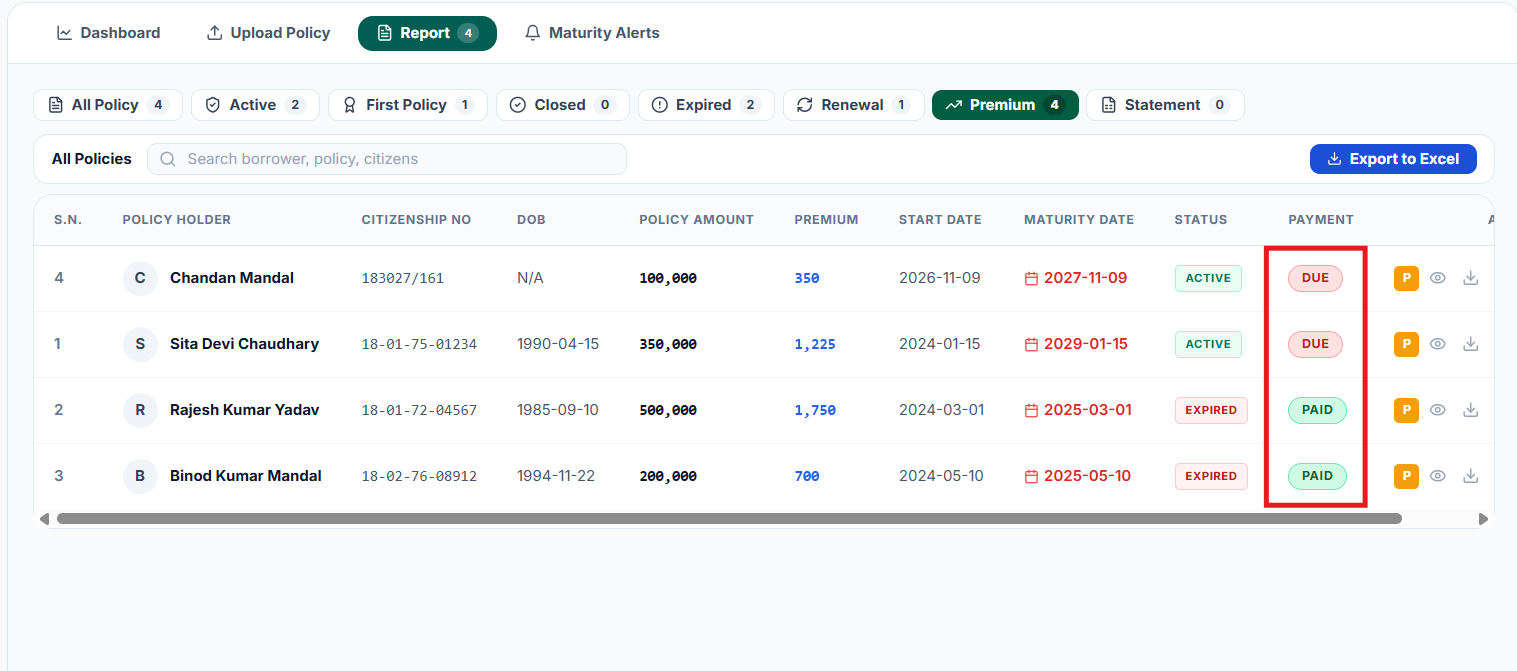 Dashboard Upload Policy Report 4 Maturity Alerts
All Policy 4 Active 2 First Policy 1 Closed 0 Expired 2 Renewal 1 Premium 4 Statement 0
All Policies Search borrower, policy, citizens Export to Excel
S.N. POLICY HOLDER CITIZENSHIP NO DOB POLICY AMOUNT PREMIUM START DATE MATURITY DATE STATUS PAYMENT
4 C Chandan Mandal 183027/161 N/A 100,000 350 2026-11-09 2027-11-09 ACTIVE DUE P
1 S Sita Devi Chaudhary 18-01-75-01234 1990-04-15 350,000 1,225 2024-01-15 2029-01-15 ACTIVE DUE P
2 R Rajesh Kumar Yadav 18-01-72-04567 1985-09-10 500,000 1,750 2024-03-01 2025-03-01 EXPIRED PAID P
3 B Binod Kumar Mandal 18-02-76-08912 1994-11-22 200,000 700 2024-05-10 2025-05-10 EXPIRED PAID P